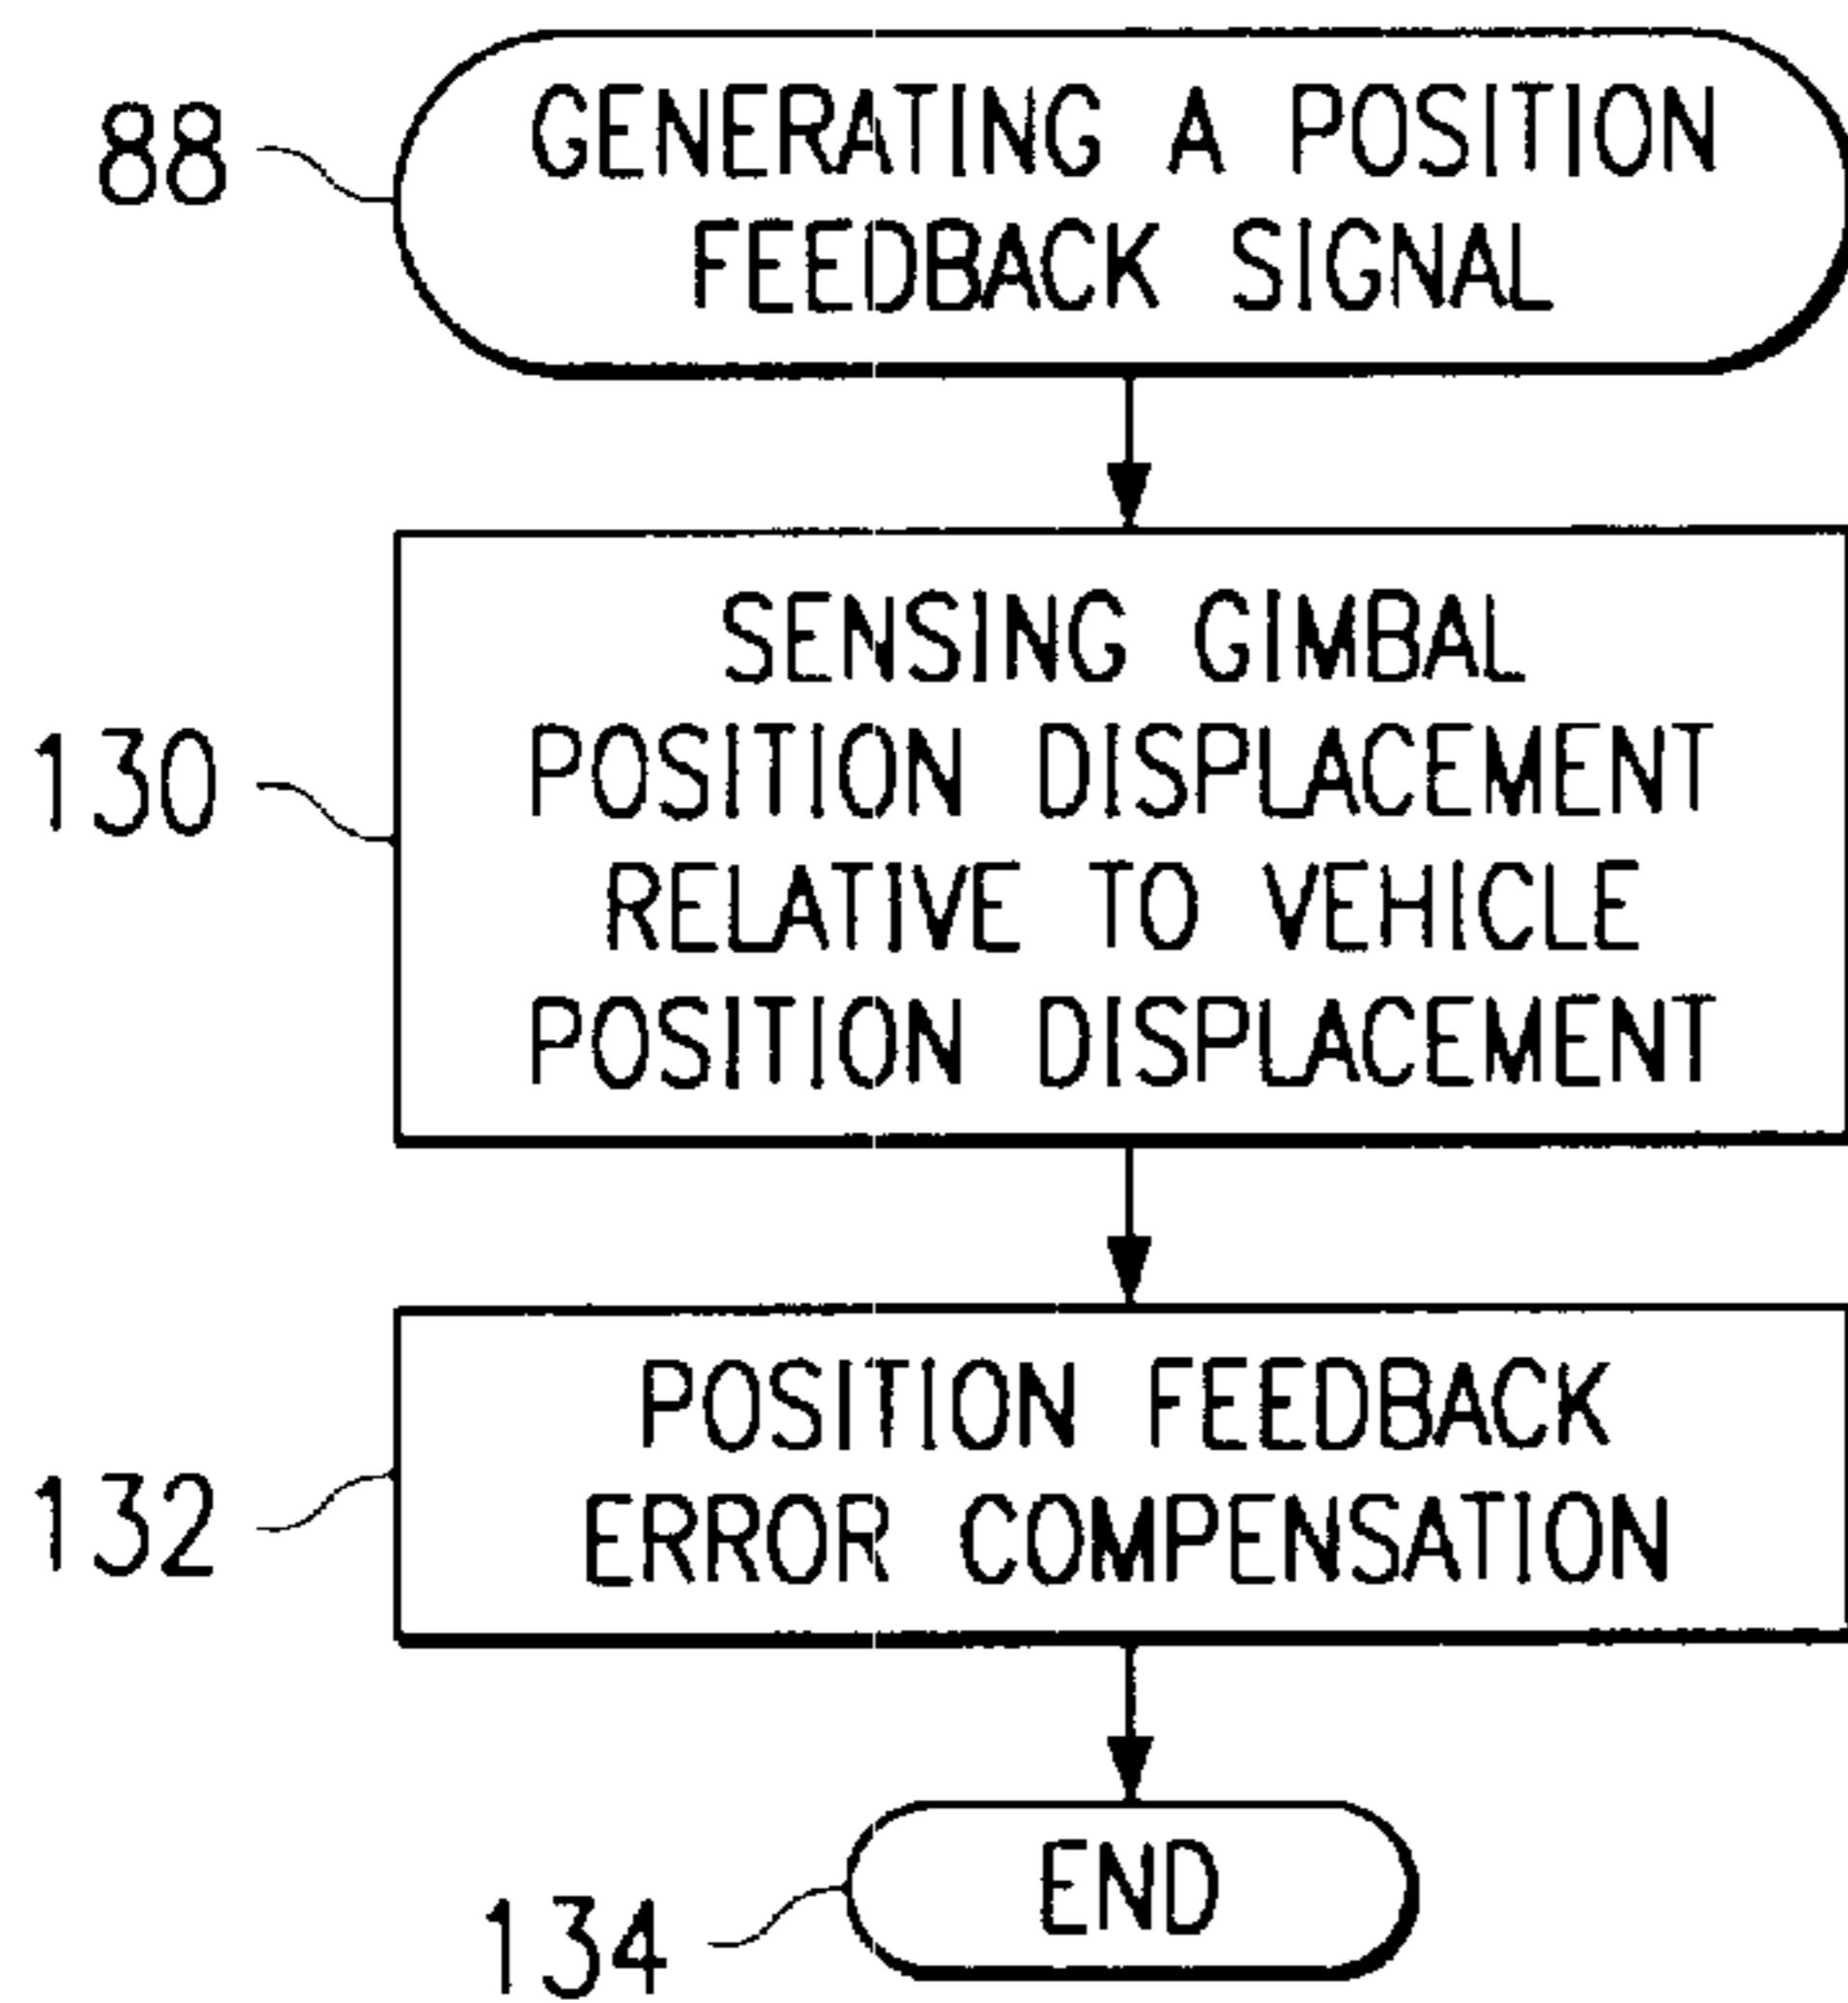 88
GENERATING A POSITION
FEEDBACK SIGNAL
130
SENSING GIMBAL
POSITION DISPLACEMENT
RELATIVE TO VEHICLE
POSITION DISPLACEMENT
132
POSITION FEEDBACK
ERROR COMPENSATION
134
END